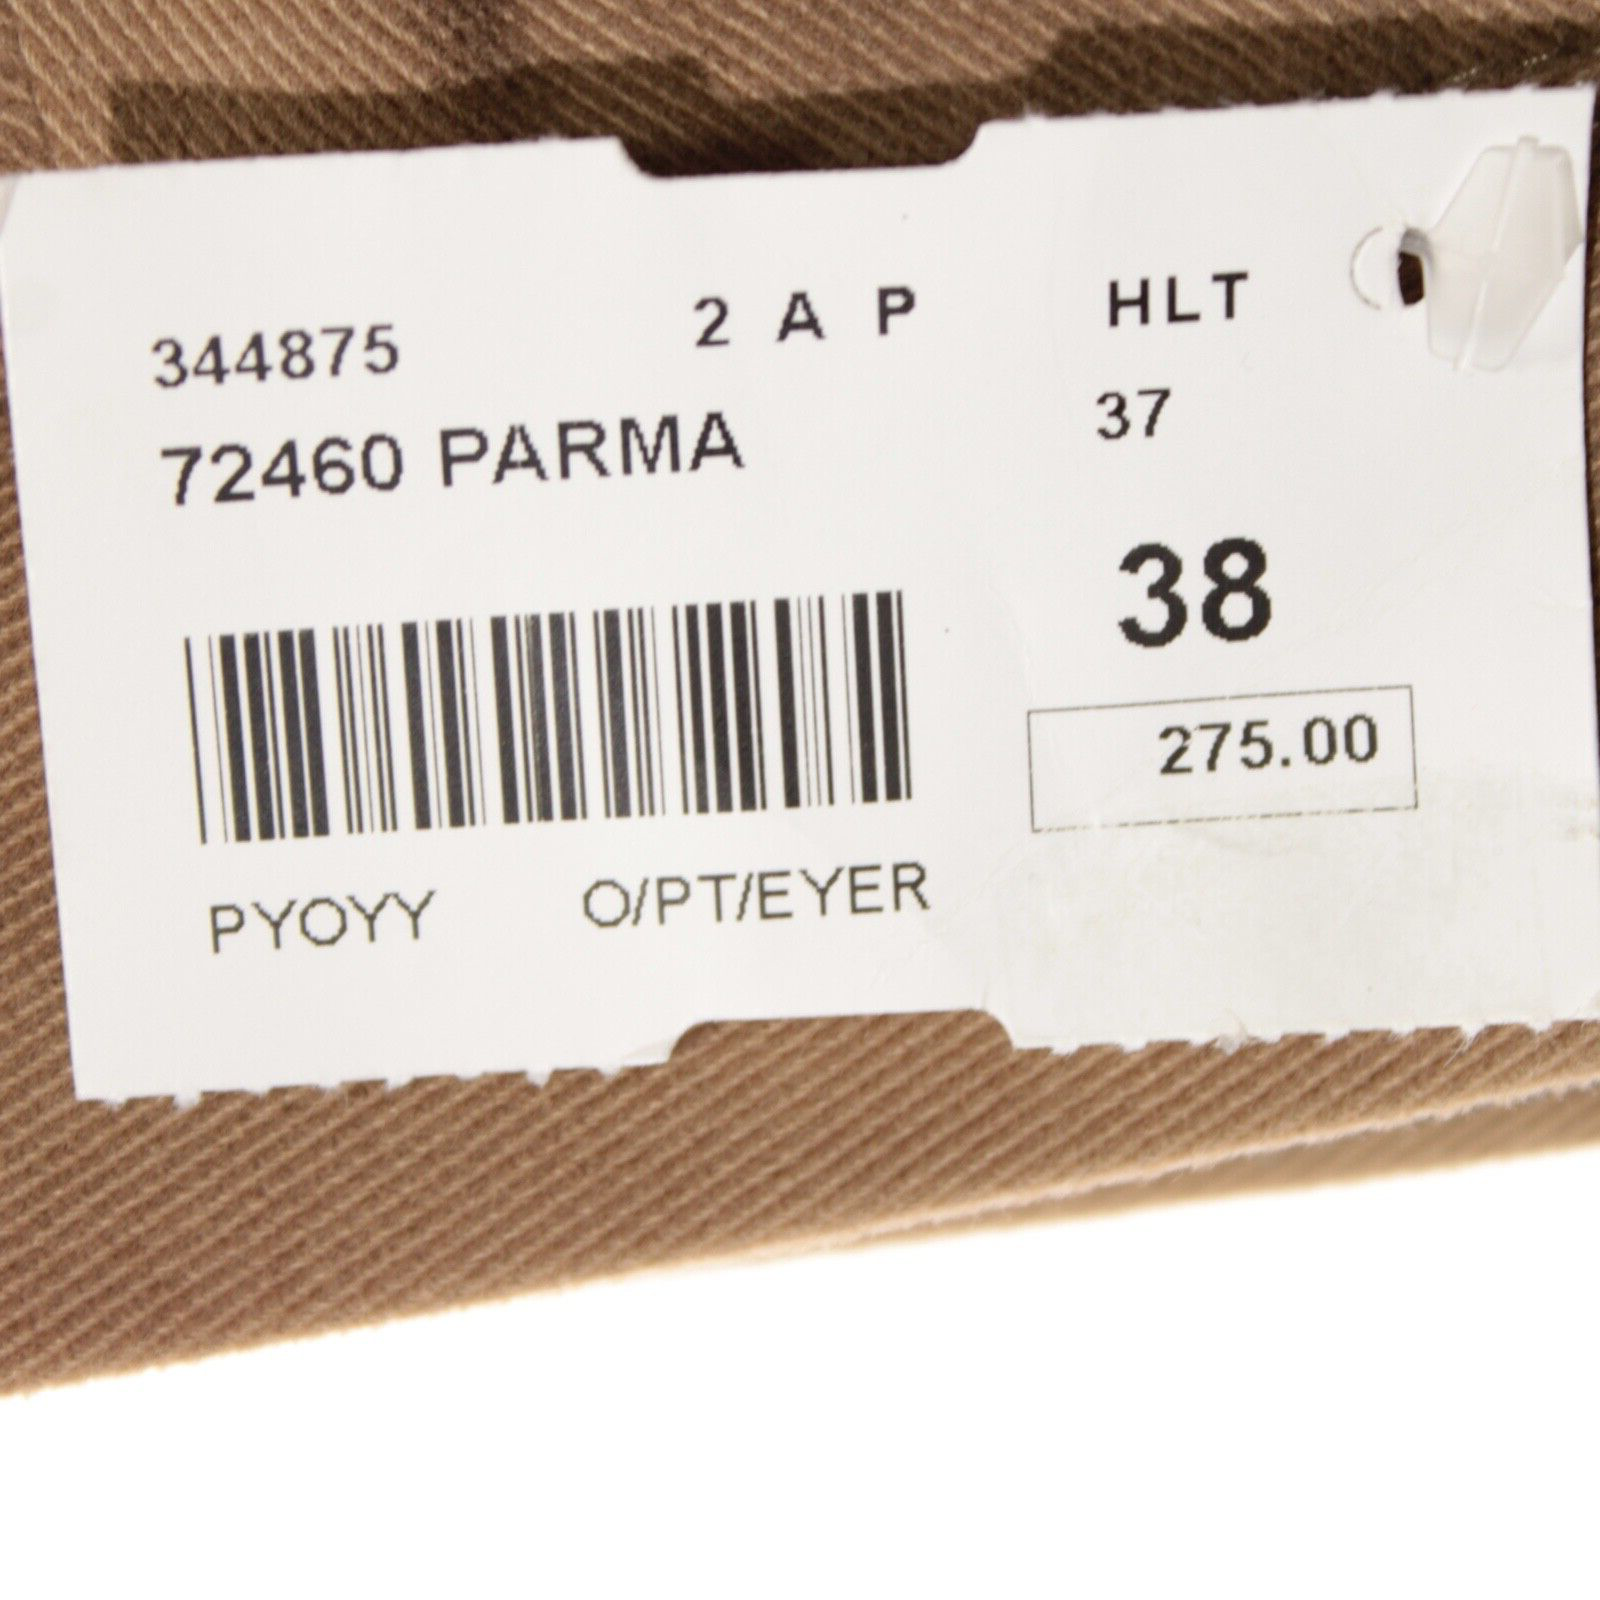 344875 2 A P HLT
72460 PARMA 37
38
275.00
PYOYY O/PT/EYER